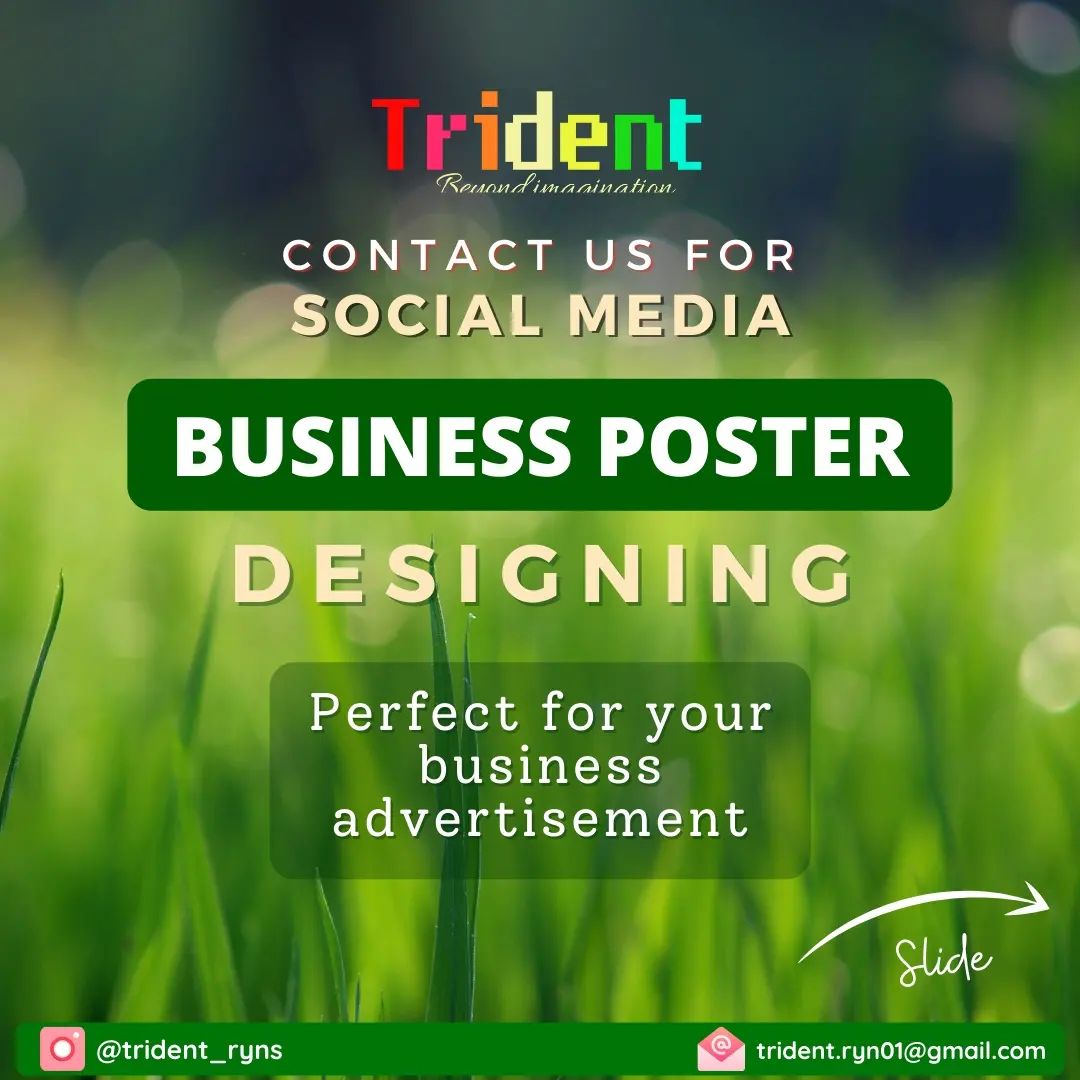 Trident
Beyond imagination
CONTACT US FOR
SOCIAL MEDIA
BUSINESS POSTER
DESIGNING
Perfect for your
business
advertisement
Slide
@trident_ryns
trident.ryn01@gmail.com